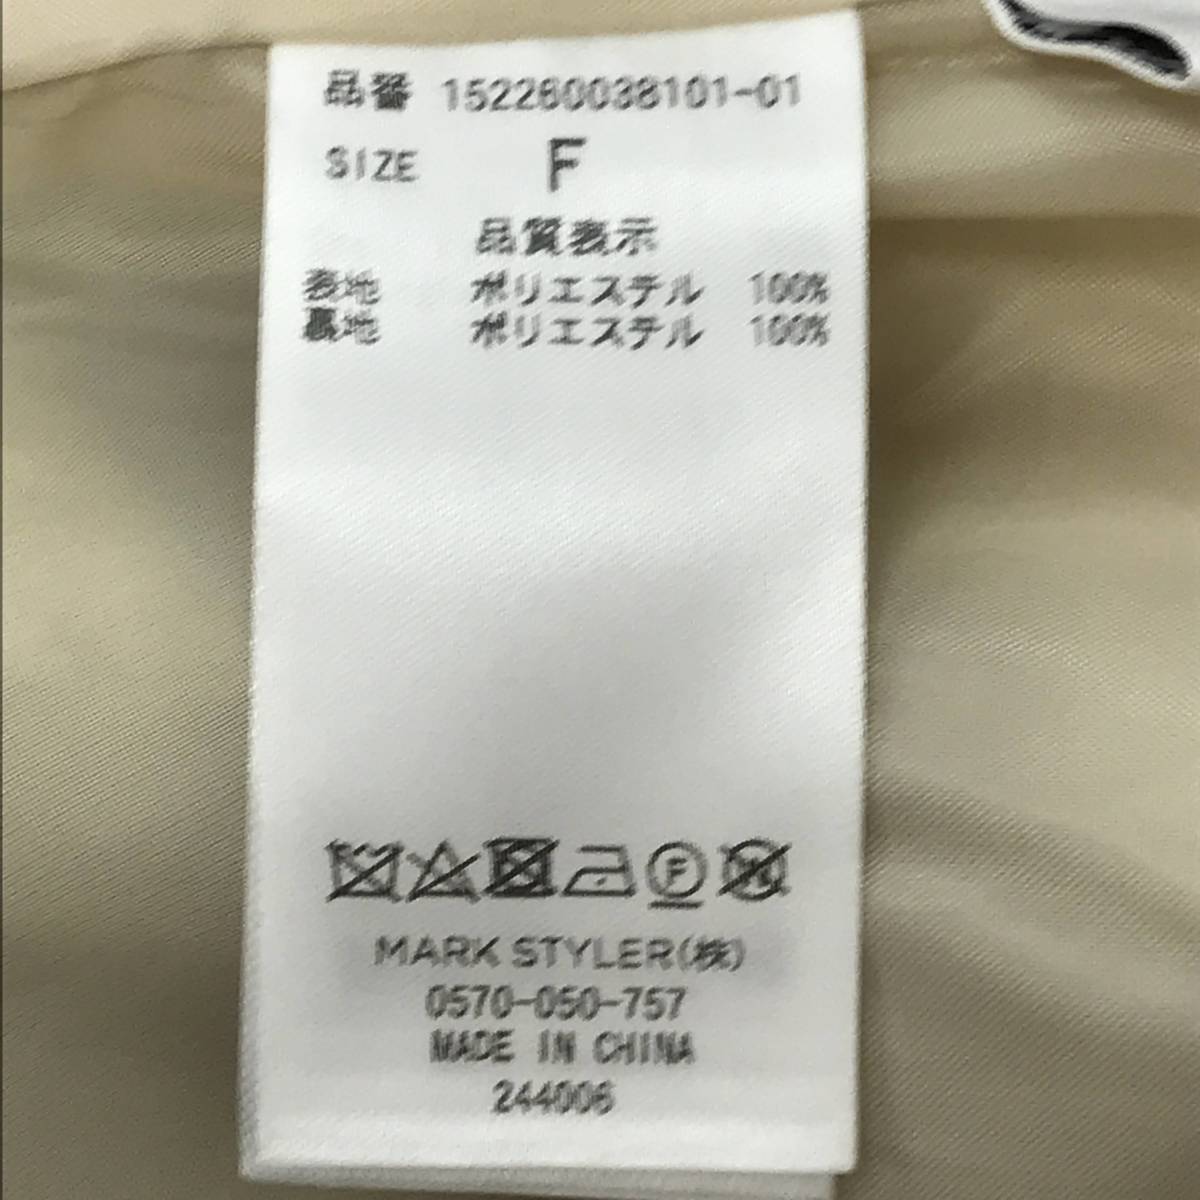 品番 152260038101-01
SIZE F
品質表示
表地 ポリエステル 100%
裏地 ポリエステル 100%
F
MARK STYLER(株)
0570-050-757
MADE IN CHINA
244006